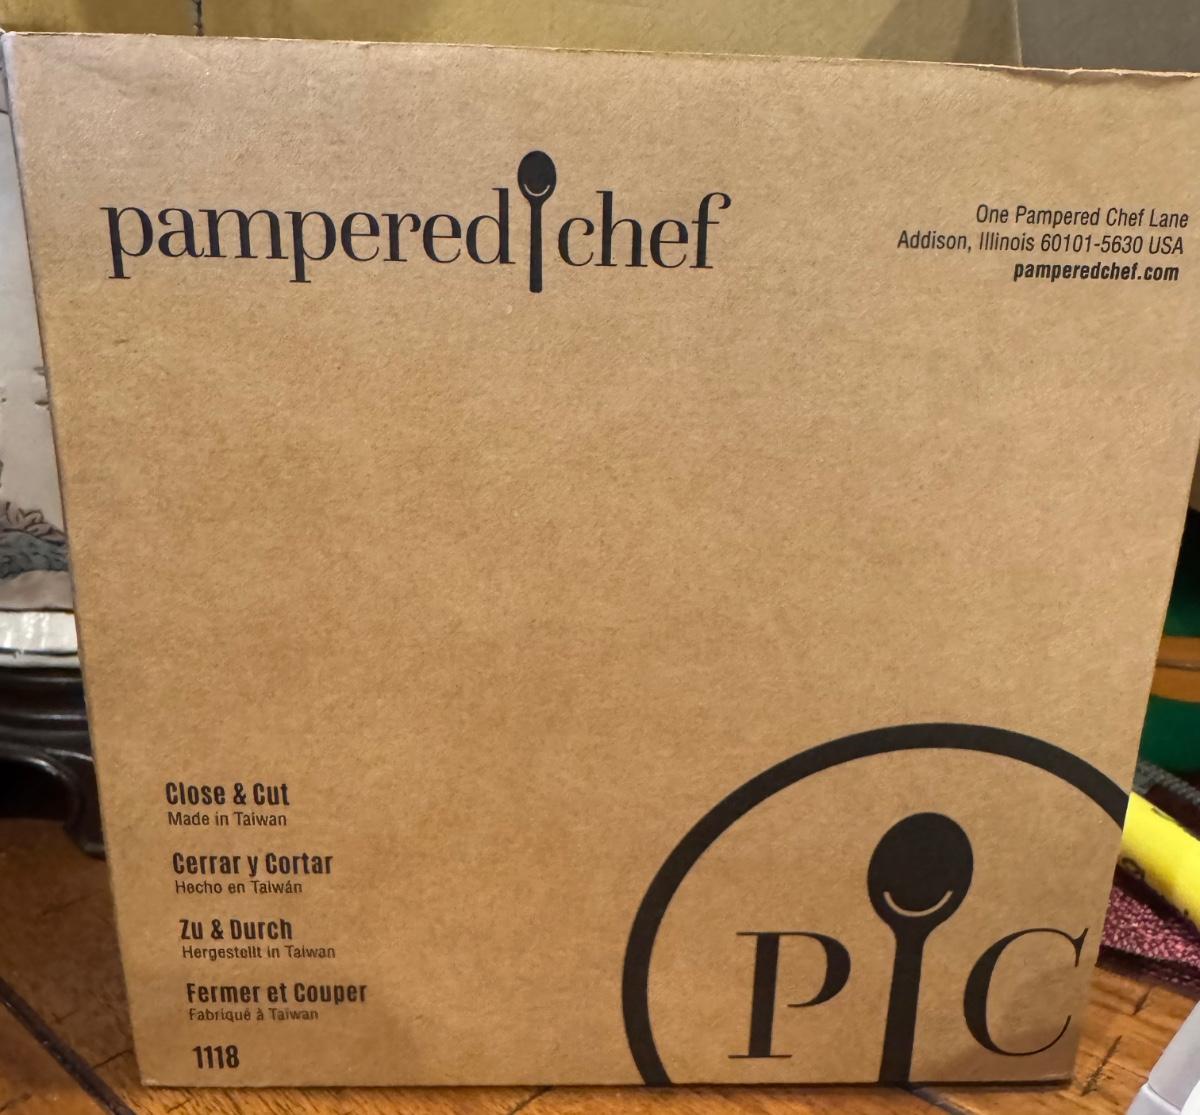 pampered chef
One Pampered Chef Lane
Addison, Illinois 60101-5630 USA
pamperedchef.com
Close & Cut
Made in Taiwan
Cerrar y Cortar
Hecho en Taiwán
Zu & Durch
Hergestellt in Taiwan
Fermer et Couper
Fabriqué à Taiwan
1118
P C